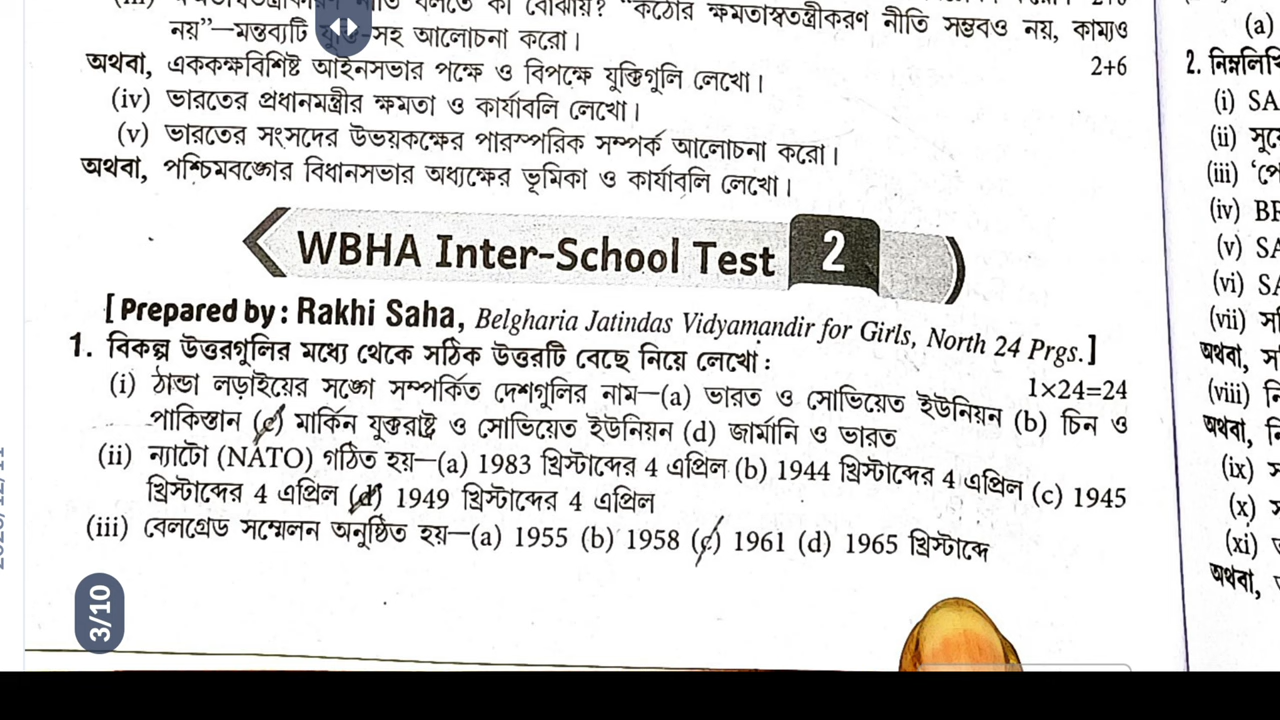 নয়”—মন্তব্যটি যুক্তি-সহ আলোচনা করো।
অথবা, এককক্ষবিশিষ্ট আইনসভার পক্ষে ও বিপক্ষে যুক্তিগুলি লেখো। 2+6
(iv) ভারতের প্রধানমন্ত্রীর ক্ষমতা ও কার্যাবলি লেখো।
(v) ভারতের সংসদের উভয়কক্ষের পারস্পরিক সম্পর্ক আলোচনা করো।
অথবা, পশ্চিমবঙ্গের বিধানসভার অধ্যক্ষের ভূমিকা ও কার্যাবলি লেখো।
WBHA Inter-School Test 2
[Prepared by: Rakhi Saha, Belgharia Jatindas Vidyamandir for Girls, North 24 Prgs.]
1. বিকল্প উত্তরগুলির মধ্যে থেকে সঠিক উত্তরটি বেছে নিয়ে লেখো: 1×24=24
(i) ঠান্ডা লড়াইয়ের সঙ্গে সম্পর্কিত দেশগুলির নাম—(a) ভারত ও সোভিয়েত ইউনিয়ন (b) চিন ও
পাকিস্তান (c) মার্কিন যুক্তরাষ্ট্র ও সোভিয়েত ইউনিয়ন (d) জার্মানি ও ভারত
(ii) ন্যাটো (NATO) গঠিত হয়—(a) 1983 খ্রিস্টাব্দের 4 এপ্রিল (b) 1944 খ্রিস্টাব্দের 4 এপ্রিল (c) 1945
খ্রিস্টাব্দের 4 এপ্রিল (d) 1949 খ্রিস্টাব্দের 4 এপ্রিল
(iii) বেলগ্রেড সম্মেলন অনুষ্ঠিত হয়—(a) 1955 (b) 1958 (c) 1961 (d) 1965 খ্রিস্টাব্দে
3/10
(a)
2.
(i) SA
(ii)
(iii)
(iv) BE
(v) SA
(vi) SA
(vii)
অথবা,
(viii)
অথবা,
(ix)
(x)
(xi)
অথবা,